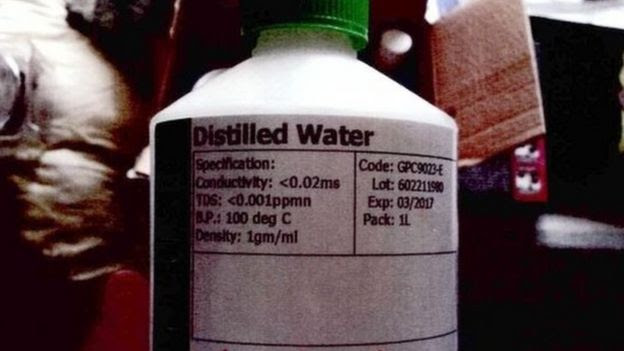 Distilled Water
Specification:
Conductivity: <0.02ms
TDS: <0.001ppmn
B.P.: 100 deg C
Density: 1gm/ml
Code: GPC9023-E
Lot: 602211980
Exp: 03/2017
Pack: 1L